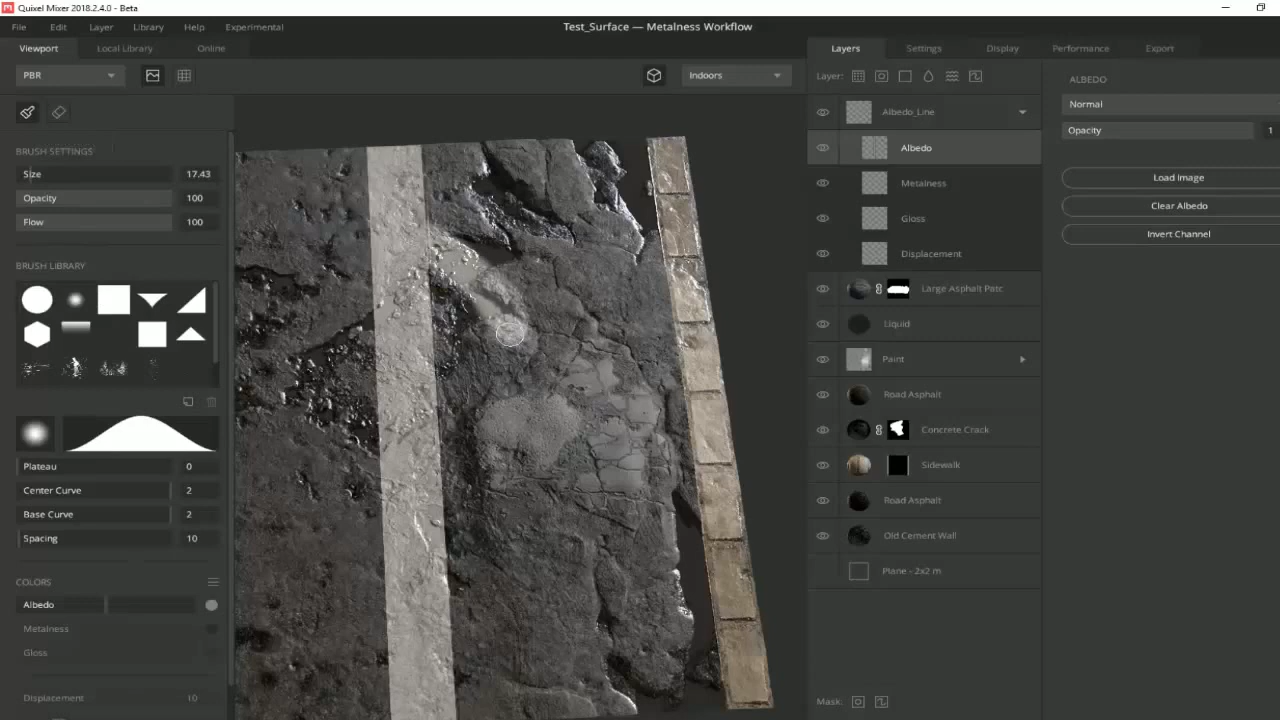 Quixel Mixer 2018.2.4.0 - Beta
File Edit Layer Library Help Experimental
Test_Surface — Metalness Workflow
Viewport Local Library Online
Layers Settings Display Performance Export
PBR
Indoors
Layer:
ALBEDO
Normal
Opacity 1
Load Image
Clear Albedo
Invert Channel
BRUSH SETTINGS
Size 17.43
Opacity 100
Flow 100
BRUSH LIBRARY
Plateau 0
Center Curve 2
Base Curve 2
Spacing 10
COLORS
Albedo
Metalness
Gloss
Displacement 10
Albedo_Line
Albedo
Metalness
Gloss
Displacement
Large Asphalt Patc
Liquid
Paint
Road Asphalt
Concrete Crack
Sidewalk
Road Asphalt
Old Cement Wall
Plane - 2x2 m
Mask: